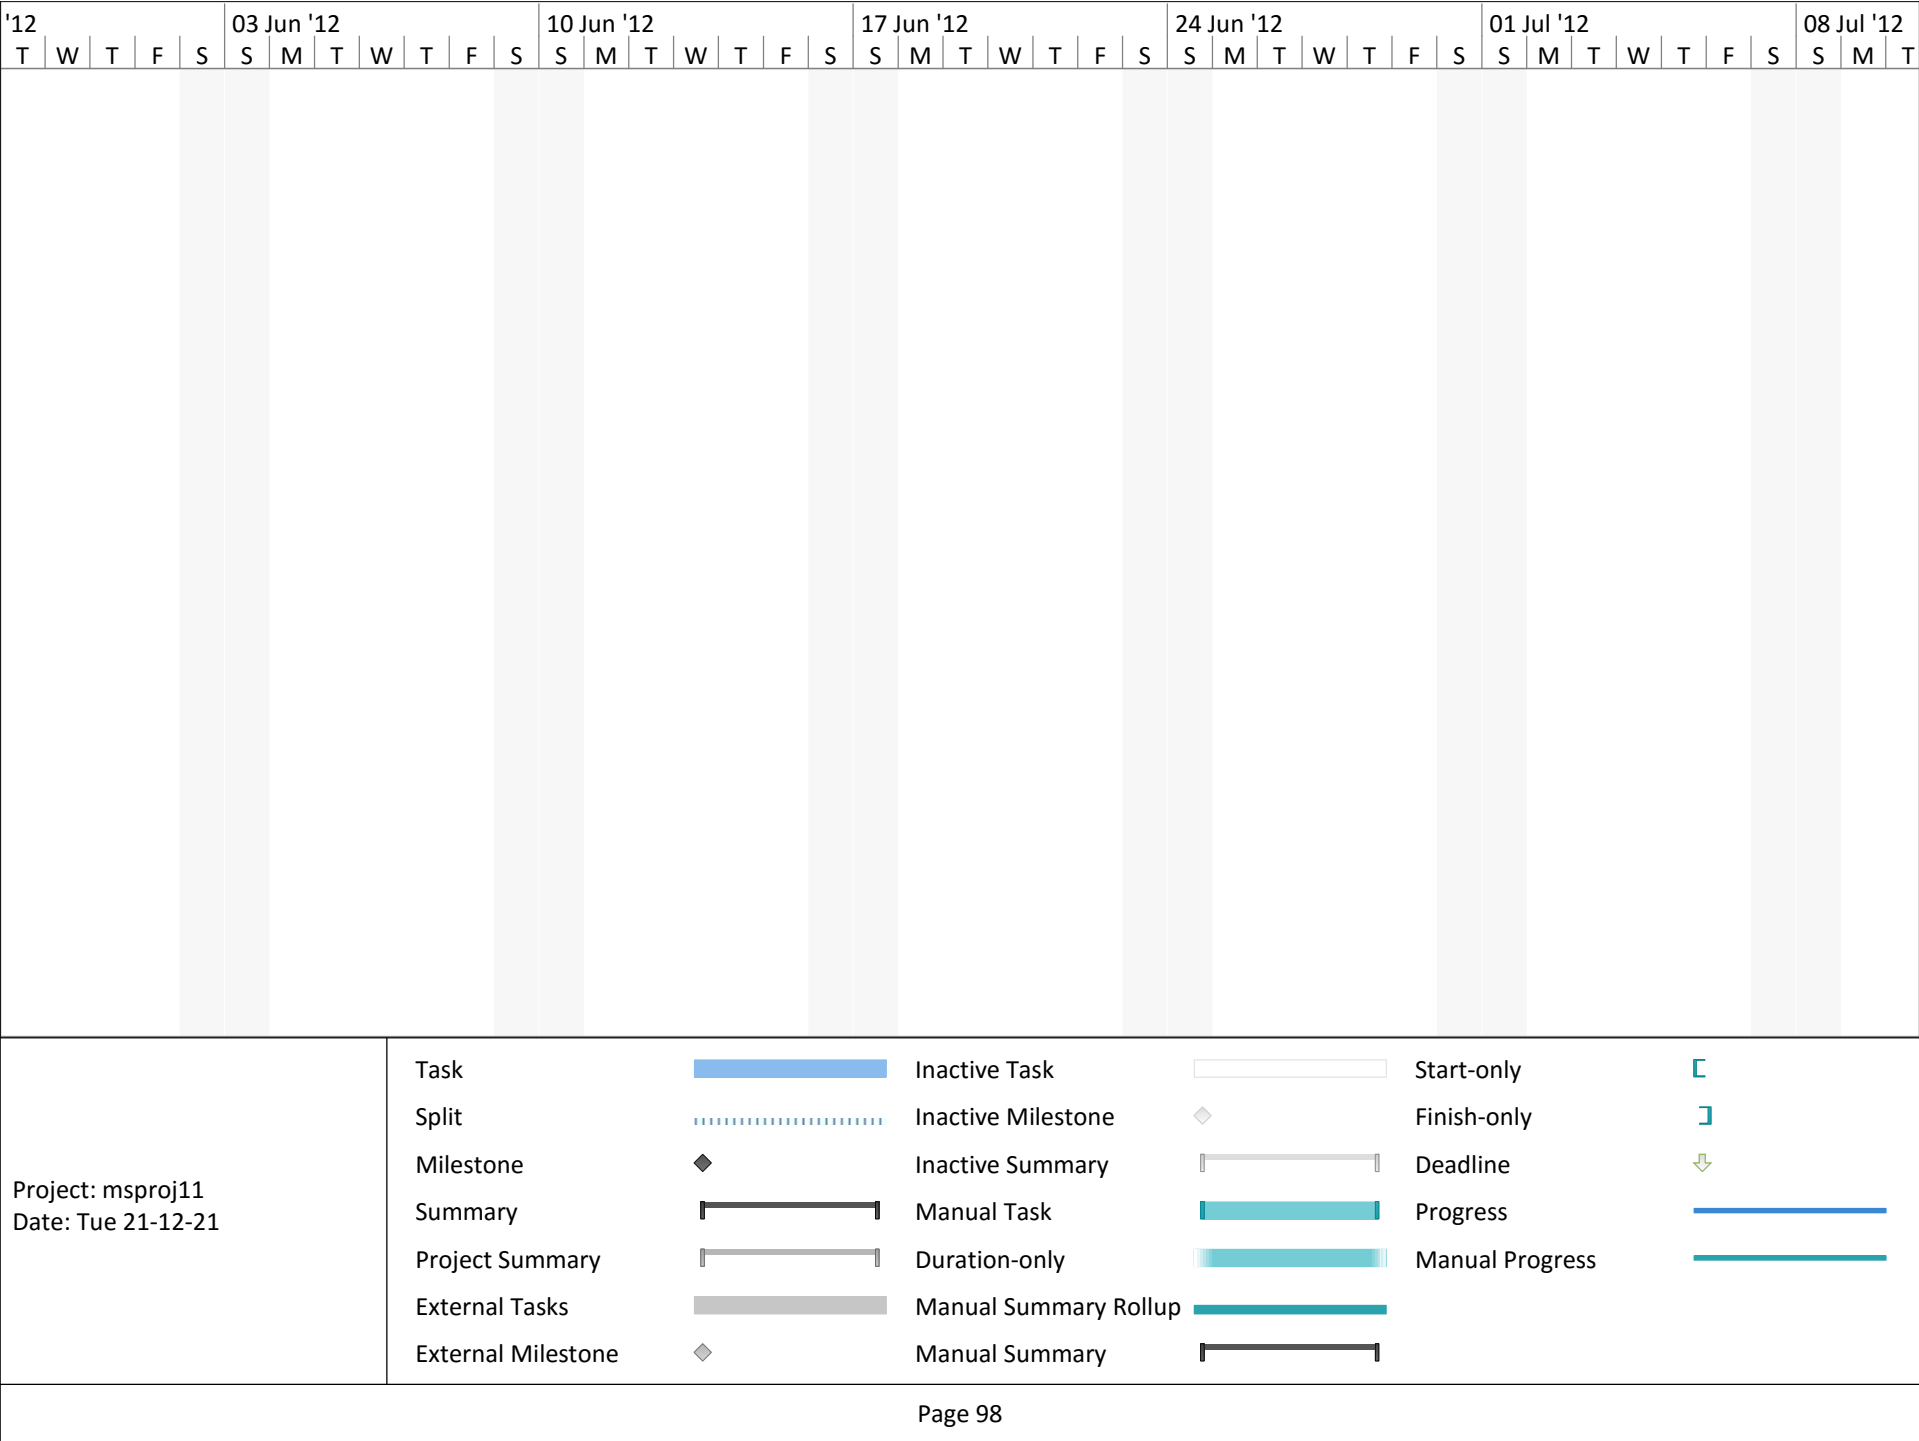 '12 03 Jun '12 10 Jun '12 17 Jun '12 24 Jun '12 01 Jul '12 08 Jul '12
T W T F S S M T W T F S S M T W T F S S M T W T F S S M T W T F S S M T W T F S S M T
Task Inactive Task Start-only
Split Inactive Milestone Finish-only
Milestone Inactive Summary Deadline
Project: msproj11
Date: Tue 21-12-21
Summary Manual Task Progress
Project Summary Duration-only Manual Progress
External Tasks Manual Summary Rollup
External Milestone Manual Summary
Page 98